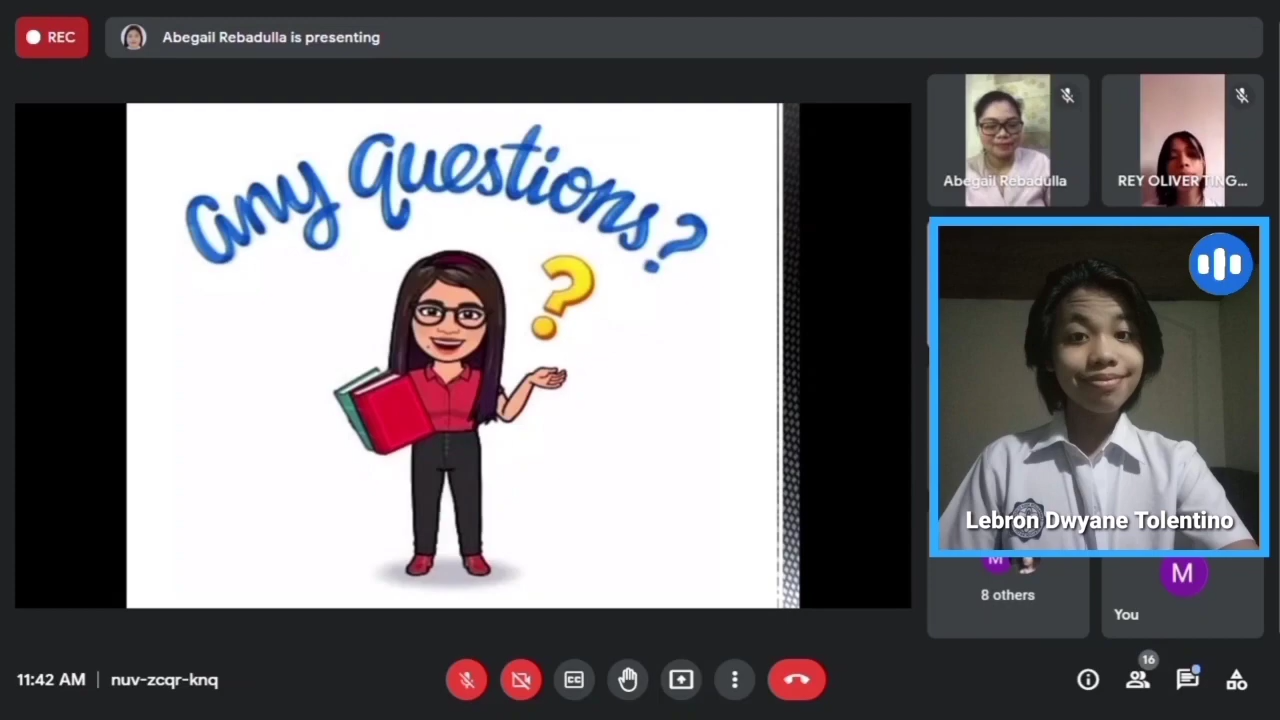 REC
Abegail Rebadulla is presenting
any questions?
Abegail Rebadulla
REY OLIVER TING...
Lebron Dwyane Tolentino
M
8 others
M
You
11:42 AM | nuv-zcqr-knq
CC
16